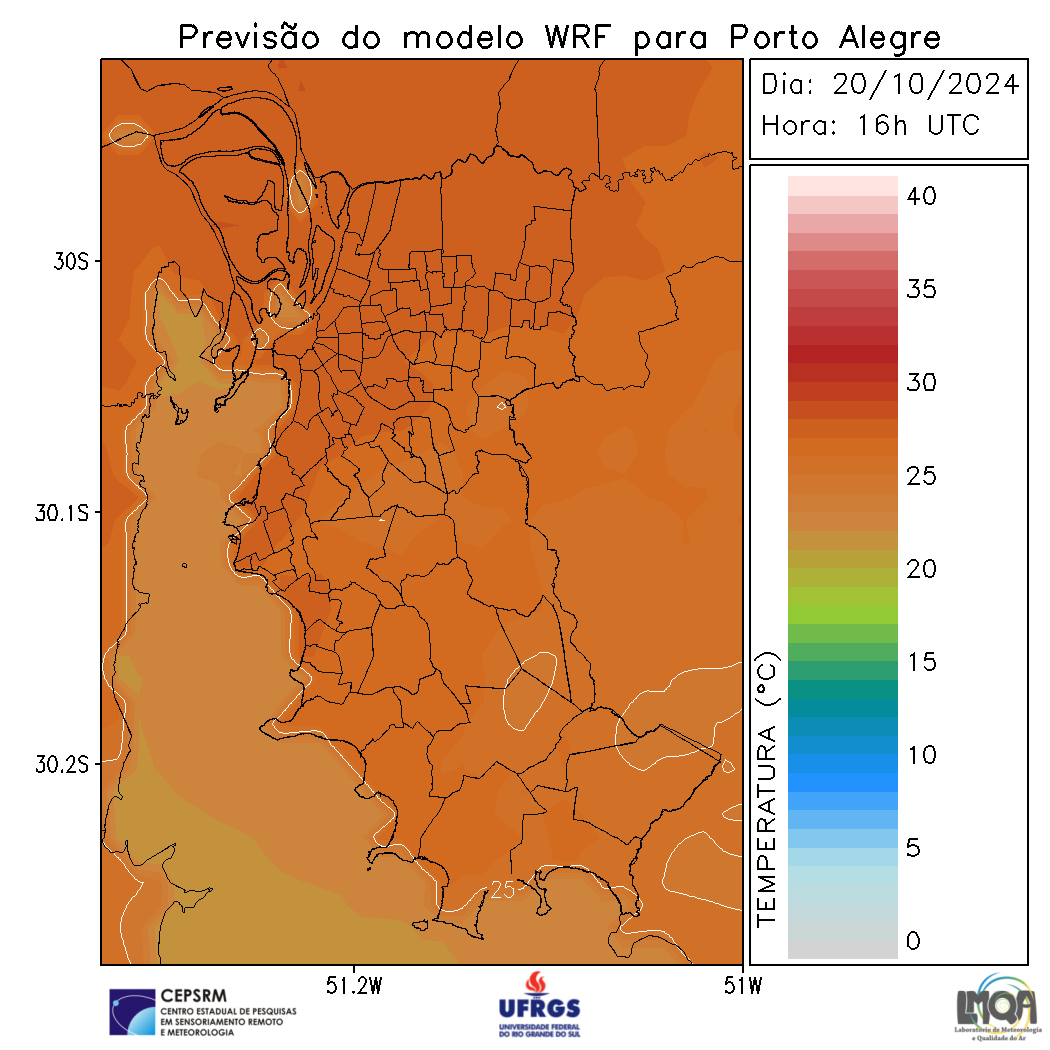 Previsão do modelo WRF para Porto Alegre
Dia: 20/10/2024
Hora: 16h UTC
40
35
30
25
20
15
10
5
0
TEMPERATURA (°C)
30S
30.1S
30.2S
25
51.2W
51W
CEPSRM
CENTRO ESTADUAL DE PESQUISAS
EM SENSORIAMENTO REMOTO
E METEOROLOGIA
UFRGS
UNIVERSIDADE FEDERAL
DO RIO GRANDE DO SUL
LMQA
Laboratório de Meteorologia
e Qualidade do Ar